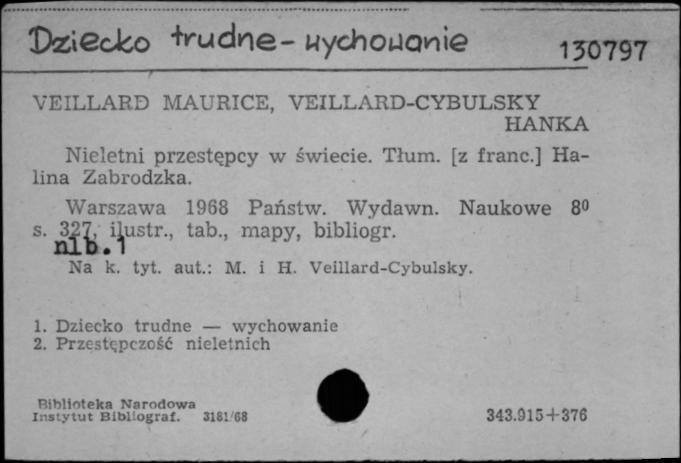 Dziecko trudne - wychowanie 130797
VEILLARD MAURICE, VEILLARD-CYBULSKY
HANKA
Nieletni przestępcy w świecie. Tłum. [z franc.] Ha-
lina Zabrodzka.
Warszawa 1968 Państw. Wydawn. Naukowe 8⁰
s. 327, ilustr., tab., mapy, bibliogr.
nlb.1
Na k. tyt. aut.: M. i H. Veillard-Cybulsky.
1. Dziecko trudne — wychowanie
2. Przestępczość nieletnich
Biblioteka Narodowa
Instytut Bibliograf. 3181/68 343.915+376